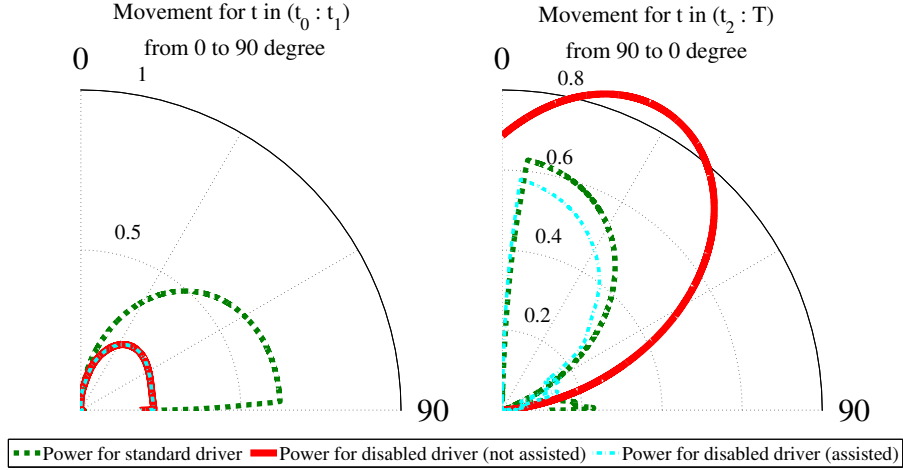 Movement for t in (t0 : t1)
from 0 to 90 degree
0
1
0.5
90
Movement for t in (t2 : T)
from 90 to 0 degree
0
0.8
0.6
0.4
0.2
90
Power for standard driver
Power for disabled driver (not assisted)
Power for disabled driver (assisted)